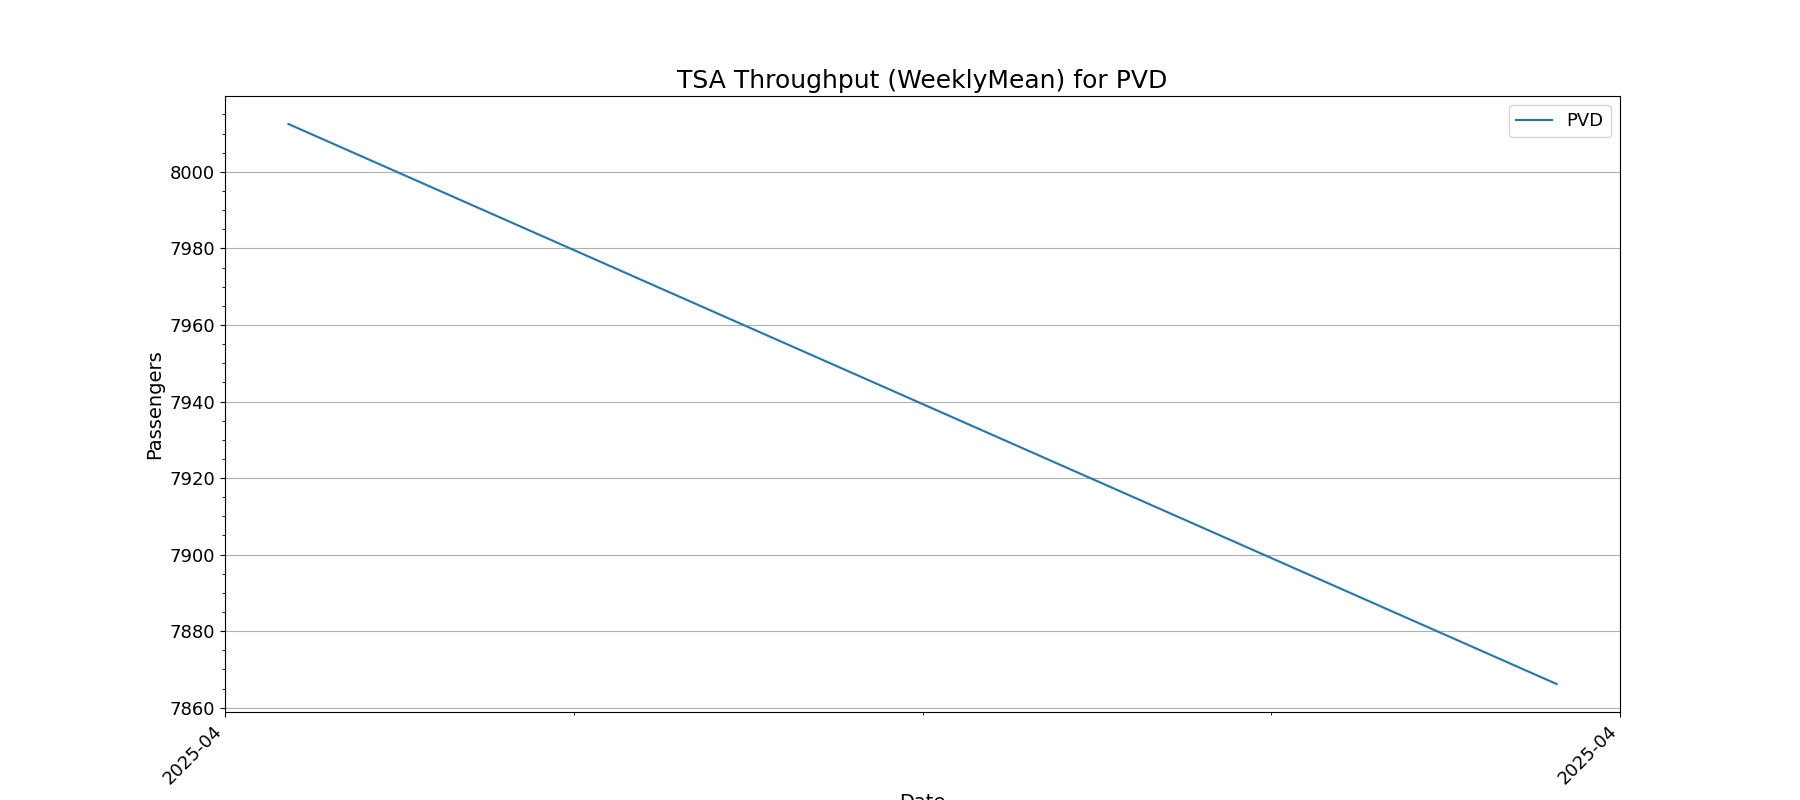 TSA Throughput (WeeklyMean) for PVD
PVD
8000
7980
7960
7940
7920
7900
7880
7860
Passengers
2025-04
2025-04
Date